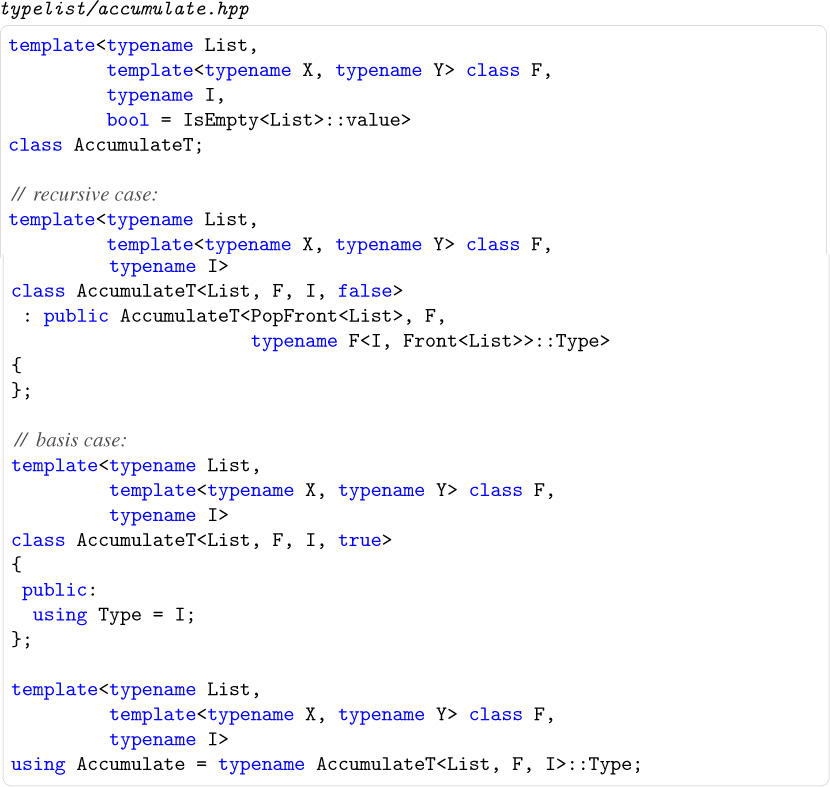 typelist/accumulate.hpp
template<typename List,
         template<typename X, typename Y> class F,
         typename I,
         bool = IsEmpty<List>::value>
class AccumulateT;
// recursive case:
template<typename List,
         template<typename X, typename Y> class F,
         typename I>
class AccumulateT<List, F, I, false>
 : public AccumulateT<PopFront<List>, F,
                      typename F<I, Front<List>>::Type>
{
};
// basis case:
template<typename List,
         template<typename X, typename Y> class F,
         typename I>
class AccumulateT<List, F, I, true>
{
 public:
  using Type = I;
};
template<typename List,
         template<typename X, typename Y> class F,
         typename I>
using Accumulate = typename AccumulateT<List, F, I>::Type;